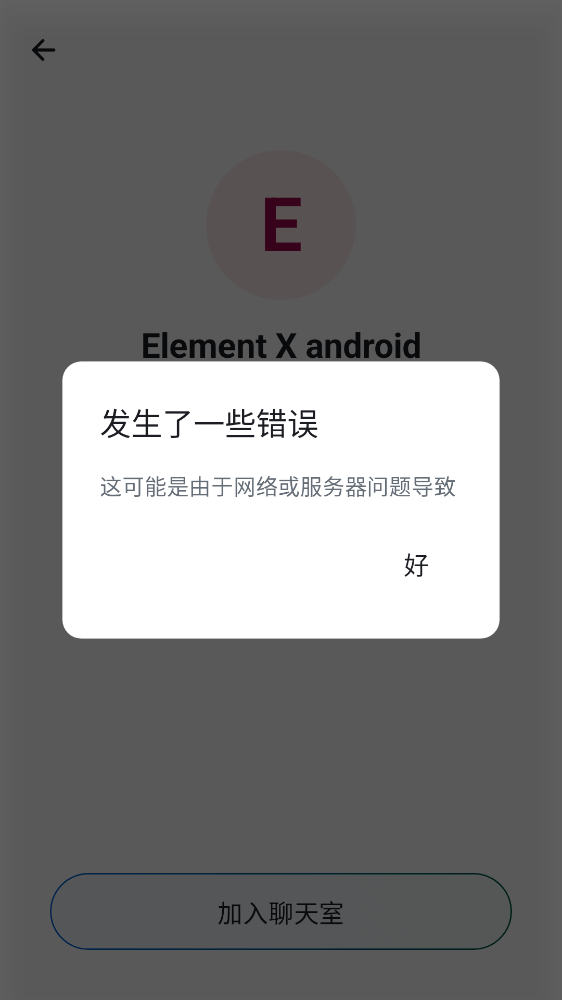 E
Element X android
发生了一些错误
这可能是由于网络或服务器问题导致
好
加入聊天室